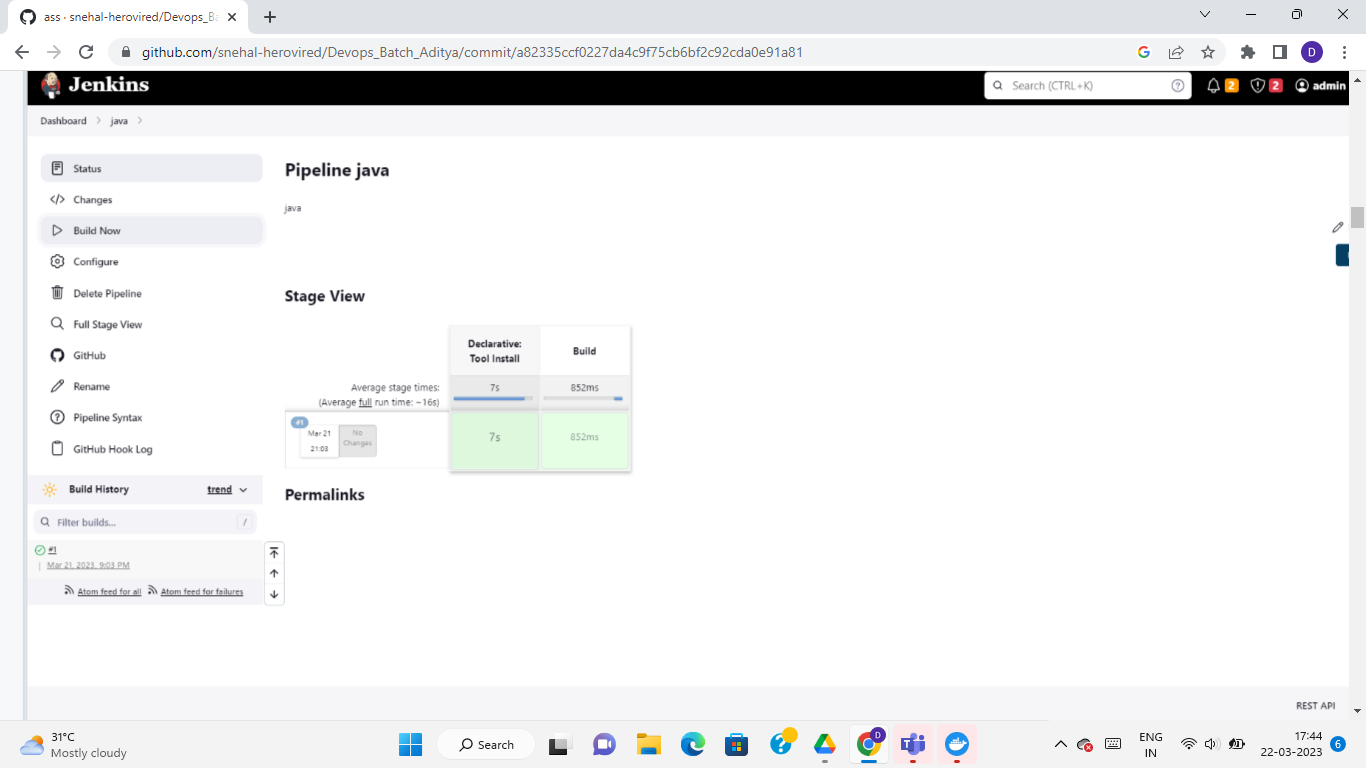 ass · snehal-herovired/Devops_Ba
github.com/snehal-herovired/Devops_Batch_Aditya/commit/a82335ccf0227da4c9f75cb6bf2c92cda0e91a81
D
Jenkins
Search (CTRL+K)
2
2
admin
Dashboard
java
Status
Changes
Build Now
Configure
Delete Pipeline
Full Stage View
GitHub
Rename
Pipeline Syntax
GitHub Hook Log
Build History
trend
Filter builds...
/
#1
Mar 21, 2023, 9:03 PM
Atom feed for all
Atom feed for failures
Pipeline java
java
Stage View
Declarative:
Tool Install
Build
Average stage times:
(Average full run time: ~16s)
7s
852ms
#1
Mar 21
21:03
No
Changes
7s
852ms
Permalinks
REST API
31°C
Mostly cloudy
Search
D
ENG
IN
17:44
22-03-2023
6